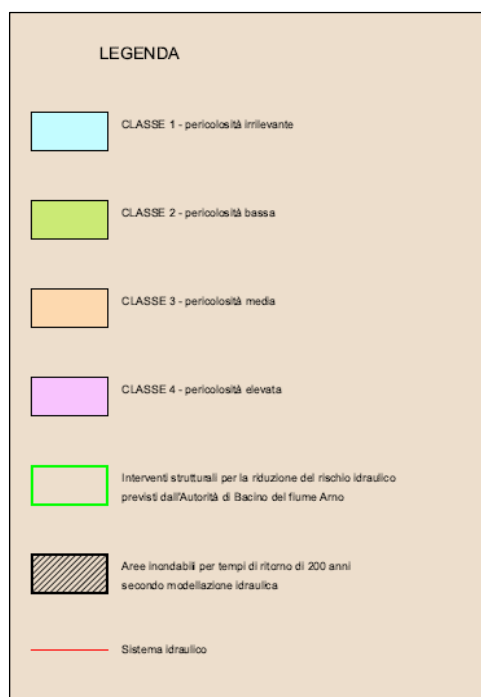 LEGENDA
CLASSE 1 - pericolosità irrilevante
CLASSE 2 - pericolosità bassa
CLASSE 3 - pericolosità media
CLASSE 4 - pericolosità elevata
Interventi strutturali per la riduzione del rischio idraulico
previsti dall'Autorità di Bacino del fiume Arno
Aree inondabili per tempi di ritorno di 200 anni
secondo modellazione idraulica
Sistema idraulico